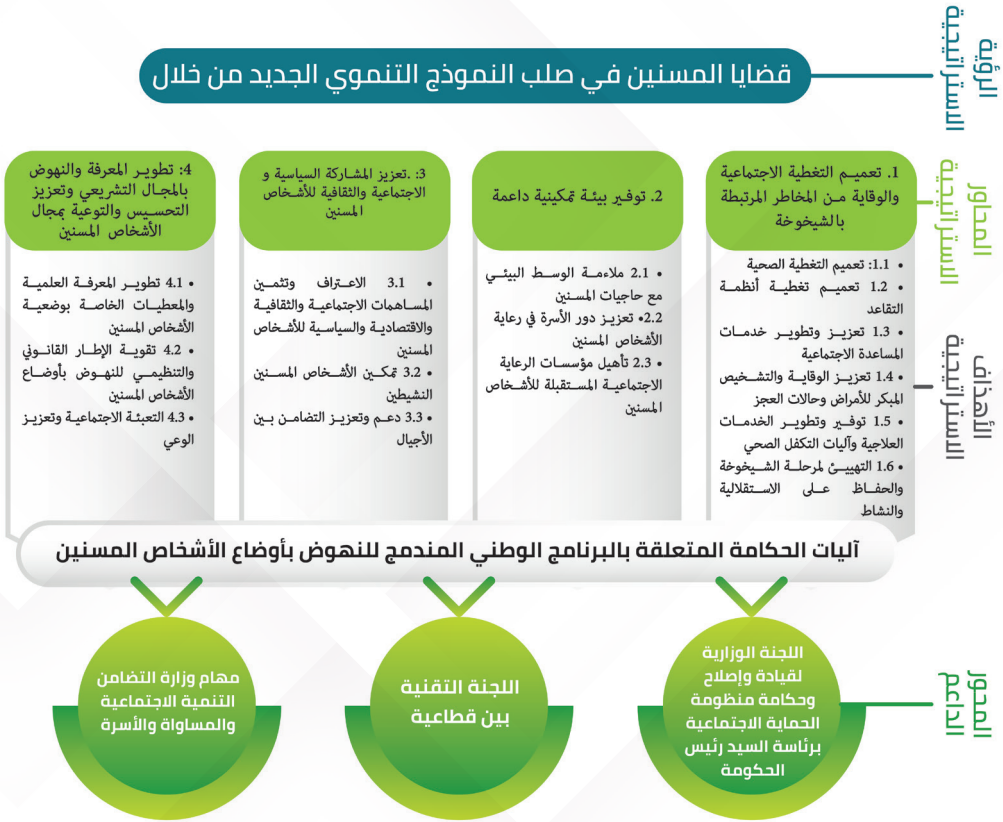 الرؤية
الاستراتيجية
قضايا المسنين في صلب النموذج التنموي الجديد من خلال
المحاور
الاستراتيجية
1. تعميم التغطية الاجتماعية
والوقاية من المخاطر المرتبطة
بالشيخوخة
2. توفير بيئة تمكينية داعمة
3: .تعزيز المشاركة السياسية و
الاجتماعية والثقافية للأشخاص
المسنين
4: تطوير المعرفة والنهوض
بالمجال التشريعي وتعزيز
التحسيس والتوعية بمجال
الأشخاص المسنين
الأهداف
الاستراتيجية
• 1.1: تعميم التغطية الصحية
• 1.2 تعميم تغطية أنظمة
التقاعد
• 1.3 تعزيز وتطوير خدمات
المساعدة الاجتماعية
• 1.4 تعزيز الوقاية والتشخيص
المبكر للأمراض وحالات العجز
• 1.5 توفير وتطوير الخدمات
العلاجية وآليات التكفل الصحي
• 1.6 التهييئ لمرحلة الشيخوخة
والحفاظ على الاستقلالية
والنشاط
• 2.1 ملاءمة الوسط البيئي
مع حاجيات المسنين
2.2• تعزيز دور الأسرة في رعاية
الأشخاص المسنين
• 2.3 تأهيل مؤسسات الرعاية
الاجتماعية المستقبلة للأشخاص
المسنين
• 3.1 الاعتراف وتثمين
المساهمات الاجتماعية والثقافية
والاقتصادية والسياسية للأشخاص
المسنين
• 3.2 تمكين الأشخاص المسنين
النشيطين
• 3.3 دعم وتعزيز التضامن بين
الأجيال
• 4.1 تطوير المعرفة العلمية
والمعطيات الخاصة بوضعية
الأشخاص المسنين
• 4.2 تقوية الإطار القانوني
والتنظيمي للنهوض بأوضاع
الأشخاص المسنين
• 4.3 التعبئة الاجتماعية وتعزيز
الوعي
آليات الحكامة المتعلقة بالبرنامج الوطني المندمج للنهوض بأوضاع الأشخاص المسنين
المحور
الداعم
اللجنة الوزارية
لقيادة وإصلاح
وحكامة منظومة
الحماية الاجتماعية
برئاسة السيد رئيس
الحكومة
اللجنة التقنية
بين قطاعية
مهام وزارة التضامن
التنمية الاجتماعية
والمساواة والأسرة